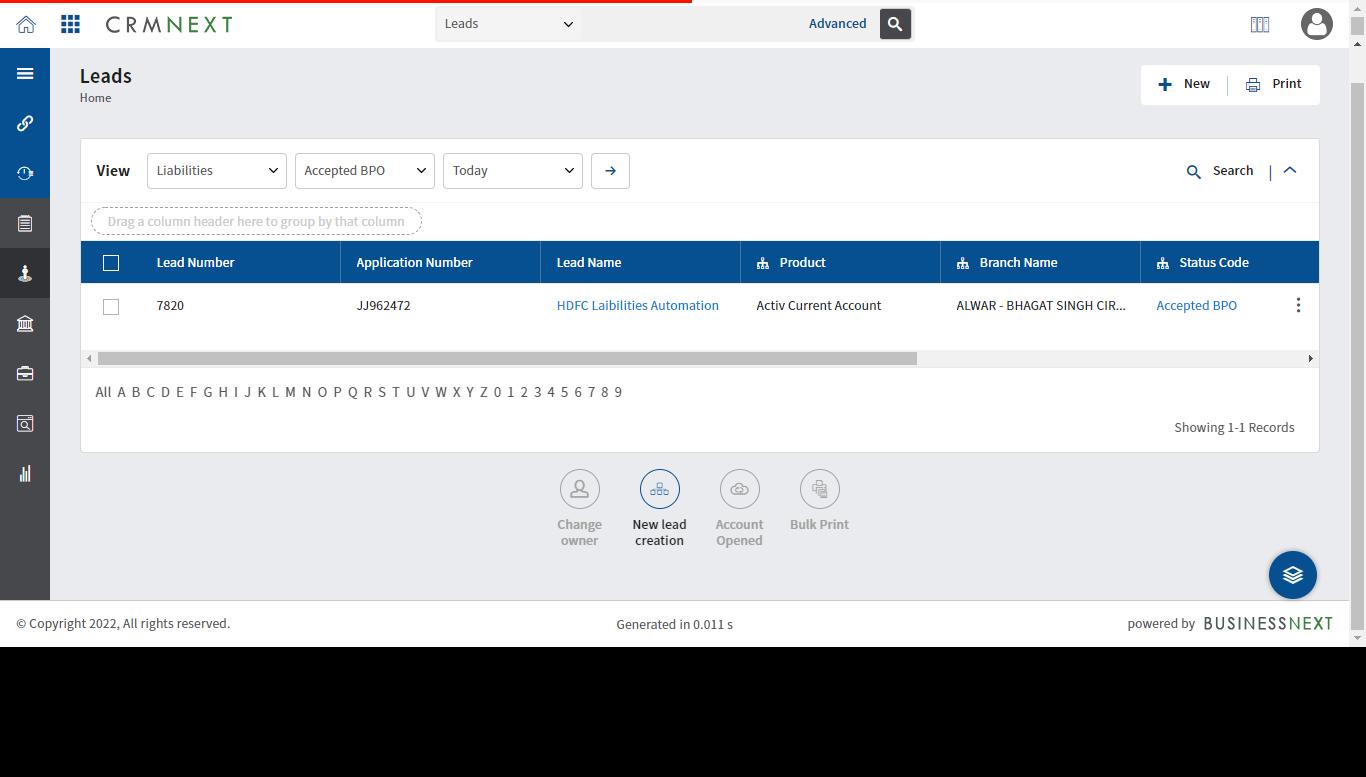 CRMNEXT
Leads
Advanced
Leads
Home
New
Print
View
Liabilities
Accepted BPO
Today
Search
Drag a column header here to group by that column
Lead Number
Application Number
Lead Name
Product
Branch Name
Status Code
7820
JJ962472
HDFC Laibilities Automation
Activ Current Account
ALWAR - BHAGAT SINGH CIR...
Accepted BPO
All A B C D E F G H I J K L M N O P Q R S T U V W X Y Z 0 1 2 3 4 5 6 7 8 9
Showing 1-1 Records
Change
owner
New lead
creation
Account
Opened
Bulk Print
© Copyright 2022, All rights reserved.
Generated in 0.011 s
powered by BUSINESSNEXT